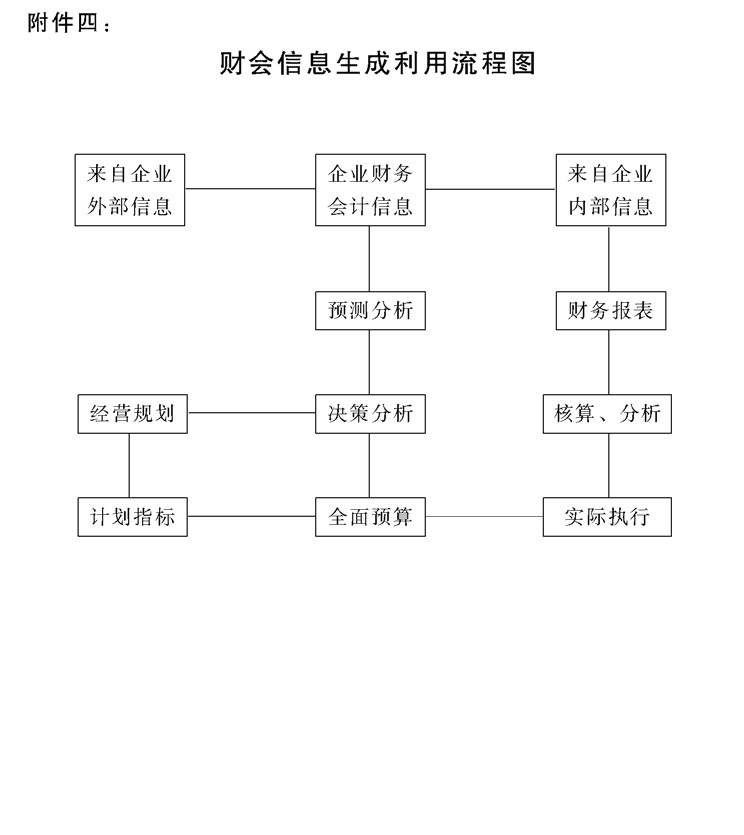 附件四：
财会信息生成利用流程图
来自企业
外部信息
企业财务
会计信息
来自企业
内部信息
预测分析
财务报表
经营规划
决策分析
核算、分析
计划指标
全面预算
实际执行